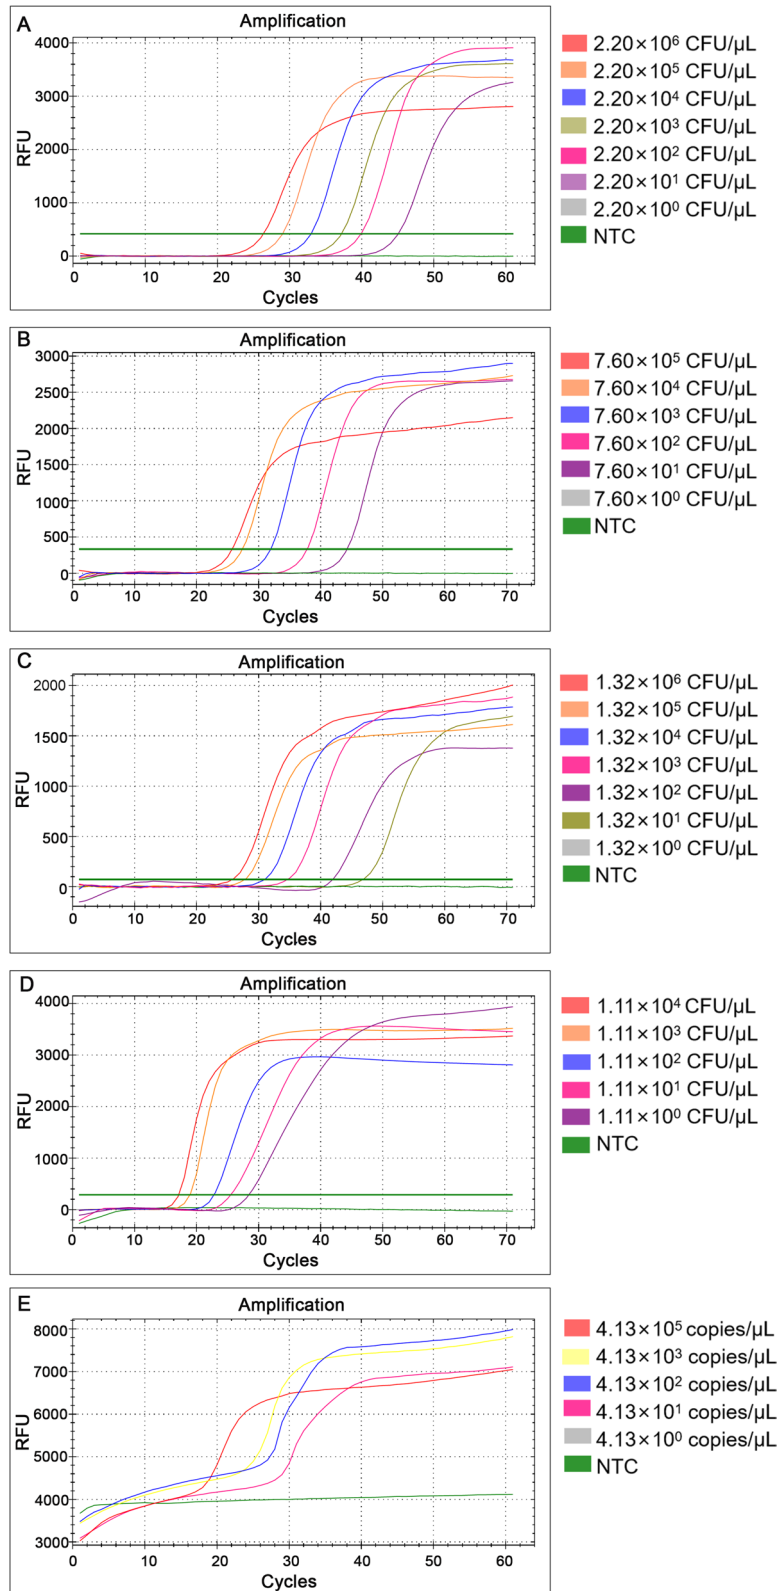 A
Amplification
4000
3000
2000
1000
0
RFU
0 10 20 30 40 50 60
Cycles
2.20×10⁶ CFU/µL
2.20×10⁵ CFU/µL
2.20×10⁴ CFU/µL
2.20×10³ CFU/µL
2.20×10² CFU/µL
2.20×10¹ CFU/µL
2.20×10⁰ CFU/µL
NTC
B
Amplification
3000
2500
2000
1500
1000
500
0
RFU
0 10 20 30 40 50 60 70
Cycles
7.60×10⁵ CFU/µL
7.60×10⁴ CFU/µL
7.60×10³ CFU/µL
7.60×10² CFU/µL
7.60×10¹ CFU/µL
7.60×10⁰ CFU/µL
NTC
C
Amplification
2000
1500
1000
500
0
RFU
0 10 20 30 40 50 60 70
Cycles
1.32×10⁶ CFU/µL
1.32×10⁵ CFU/µL
1.32×10⁴ CFU/µL
1.32×10³ CFU/µL
1.32×10² CFU/µL
1.32×10¹ CFU/µL
1.32×10⁰ CFU/µL
NTC
D
Amplification
4000
3000
2000
1000
0
RFU
0 10 20 30 40 50 60 70
Cycles
1.11×10⁴ CFU/µL
1.11×10³ CFU/µL
1.11×10² CFU/µL
1.11×10¹ CFU/µL
1.11×10⁰ CFU/µL
NTC
E
Amplification
8000
7000
6000
5000
4000
3000
RFU
0 10 20 30 40 50 60
Cycles
4.13×10⁵ copies/µL
4.13×10³ copies/µL
4.13×10² copies/µL
4.13×10¹ copies/µL
4.13×10⁰ copies/µL
NTC